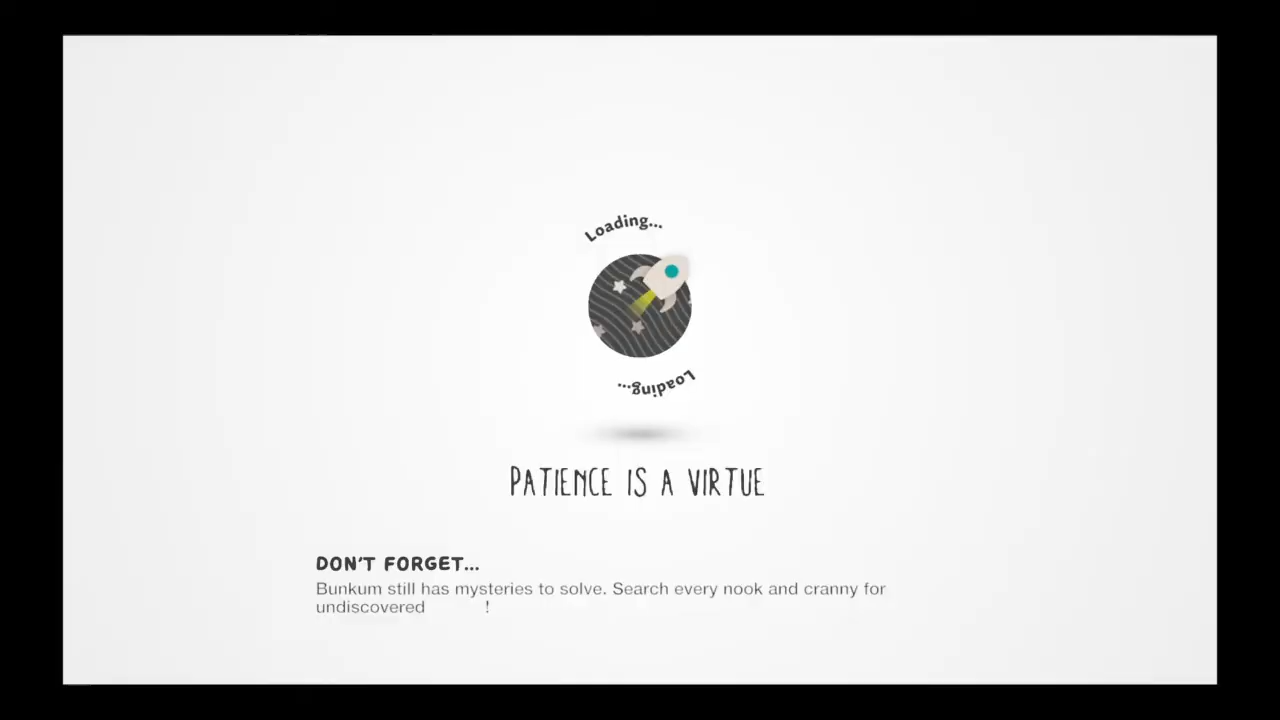 Loading...
Loading...
PATIENCE IS A VIRTUE
DON'T FORGET...
Bunkum still has mysteries to solve. Search every nook and cranny for
undiscovered !